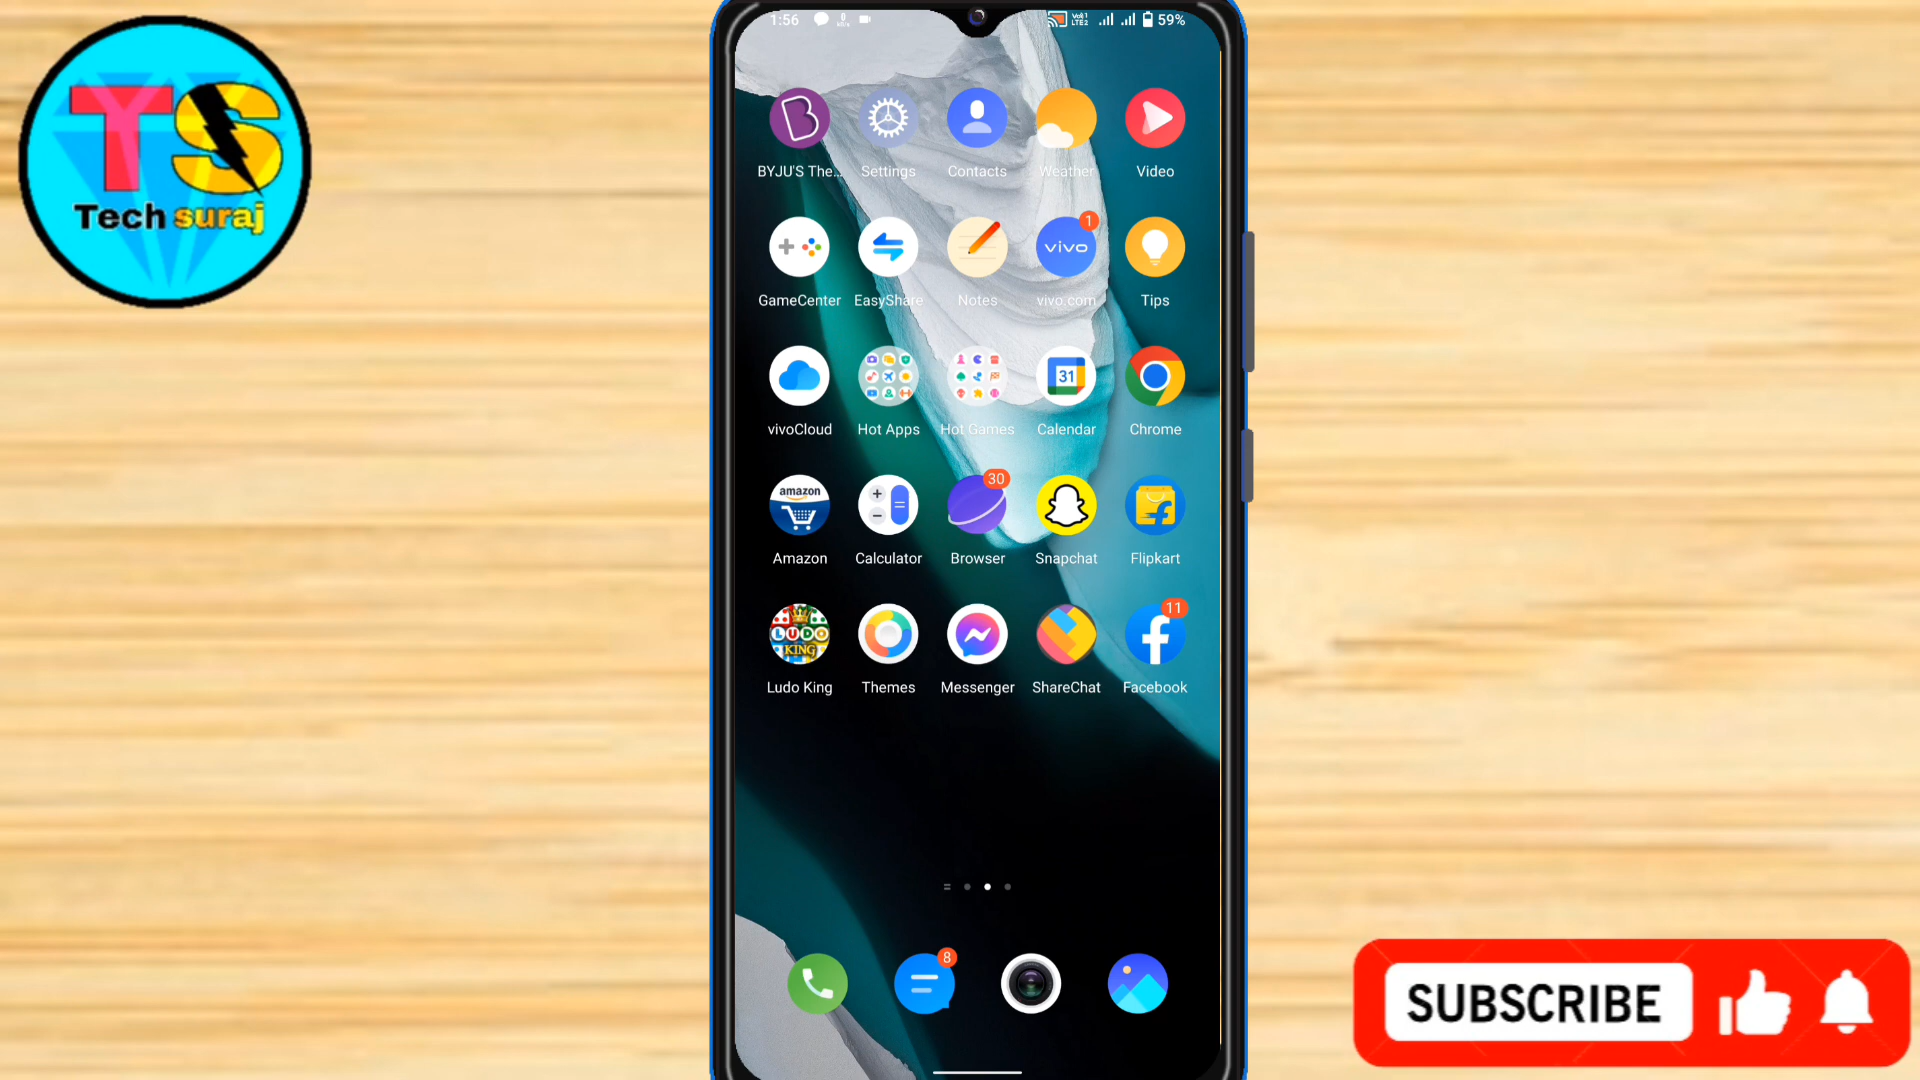 1:56
59%
TS
Tech suraj
BYJU'S The... Settings Contacts Weather Video
1
vivo
GameCenter EasyShare Notes vivo.com Tips
31
vivoCloud Hot Apps Hot Games Calendar Chrome
30
amazon
Amazon Calculator Browser Snapchat Flipkart
11
LUDO
KING
Ludo King Themes Messenger ShareChat Facebook
8
SUBSCRIBE